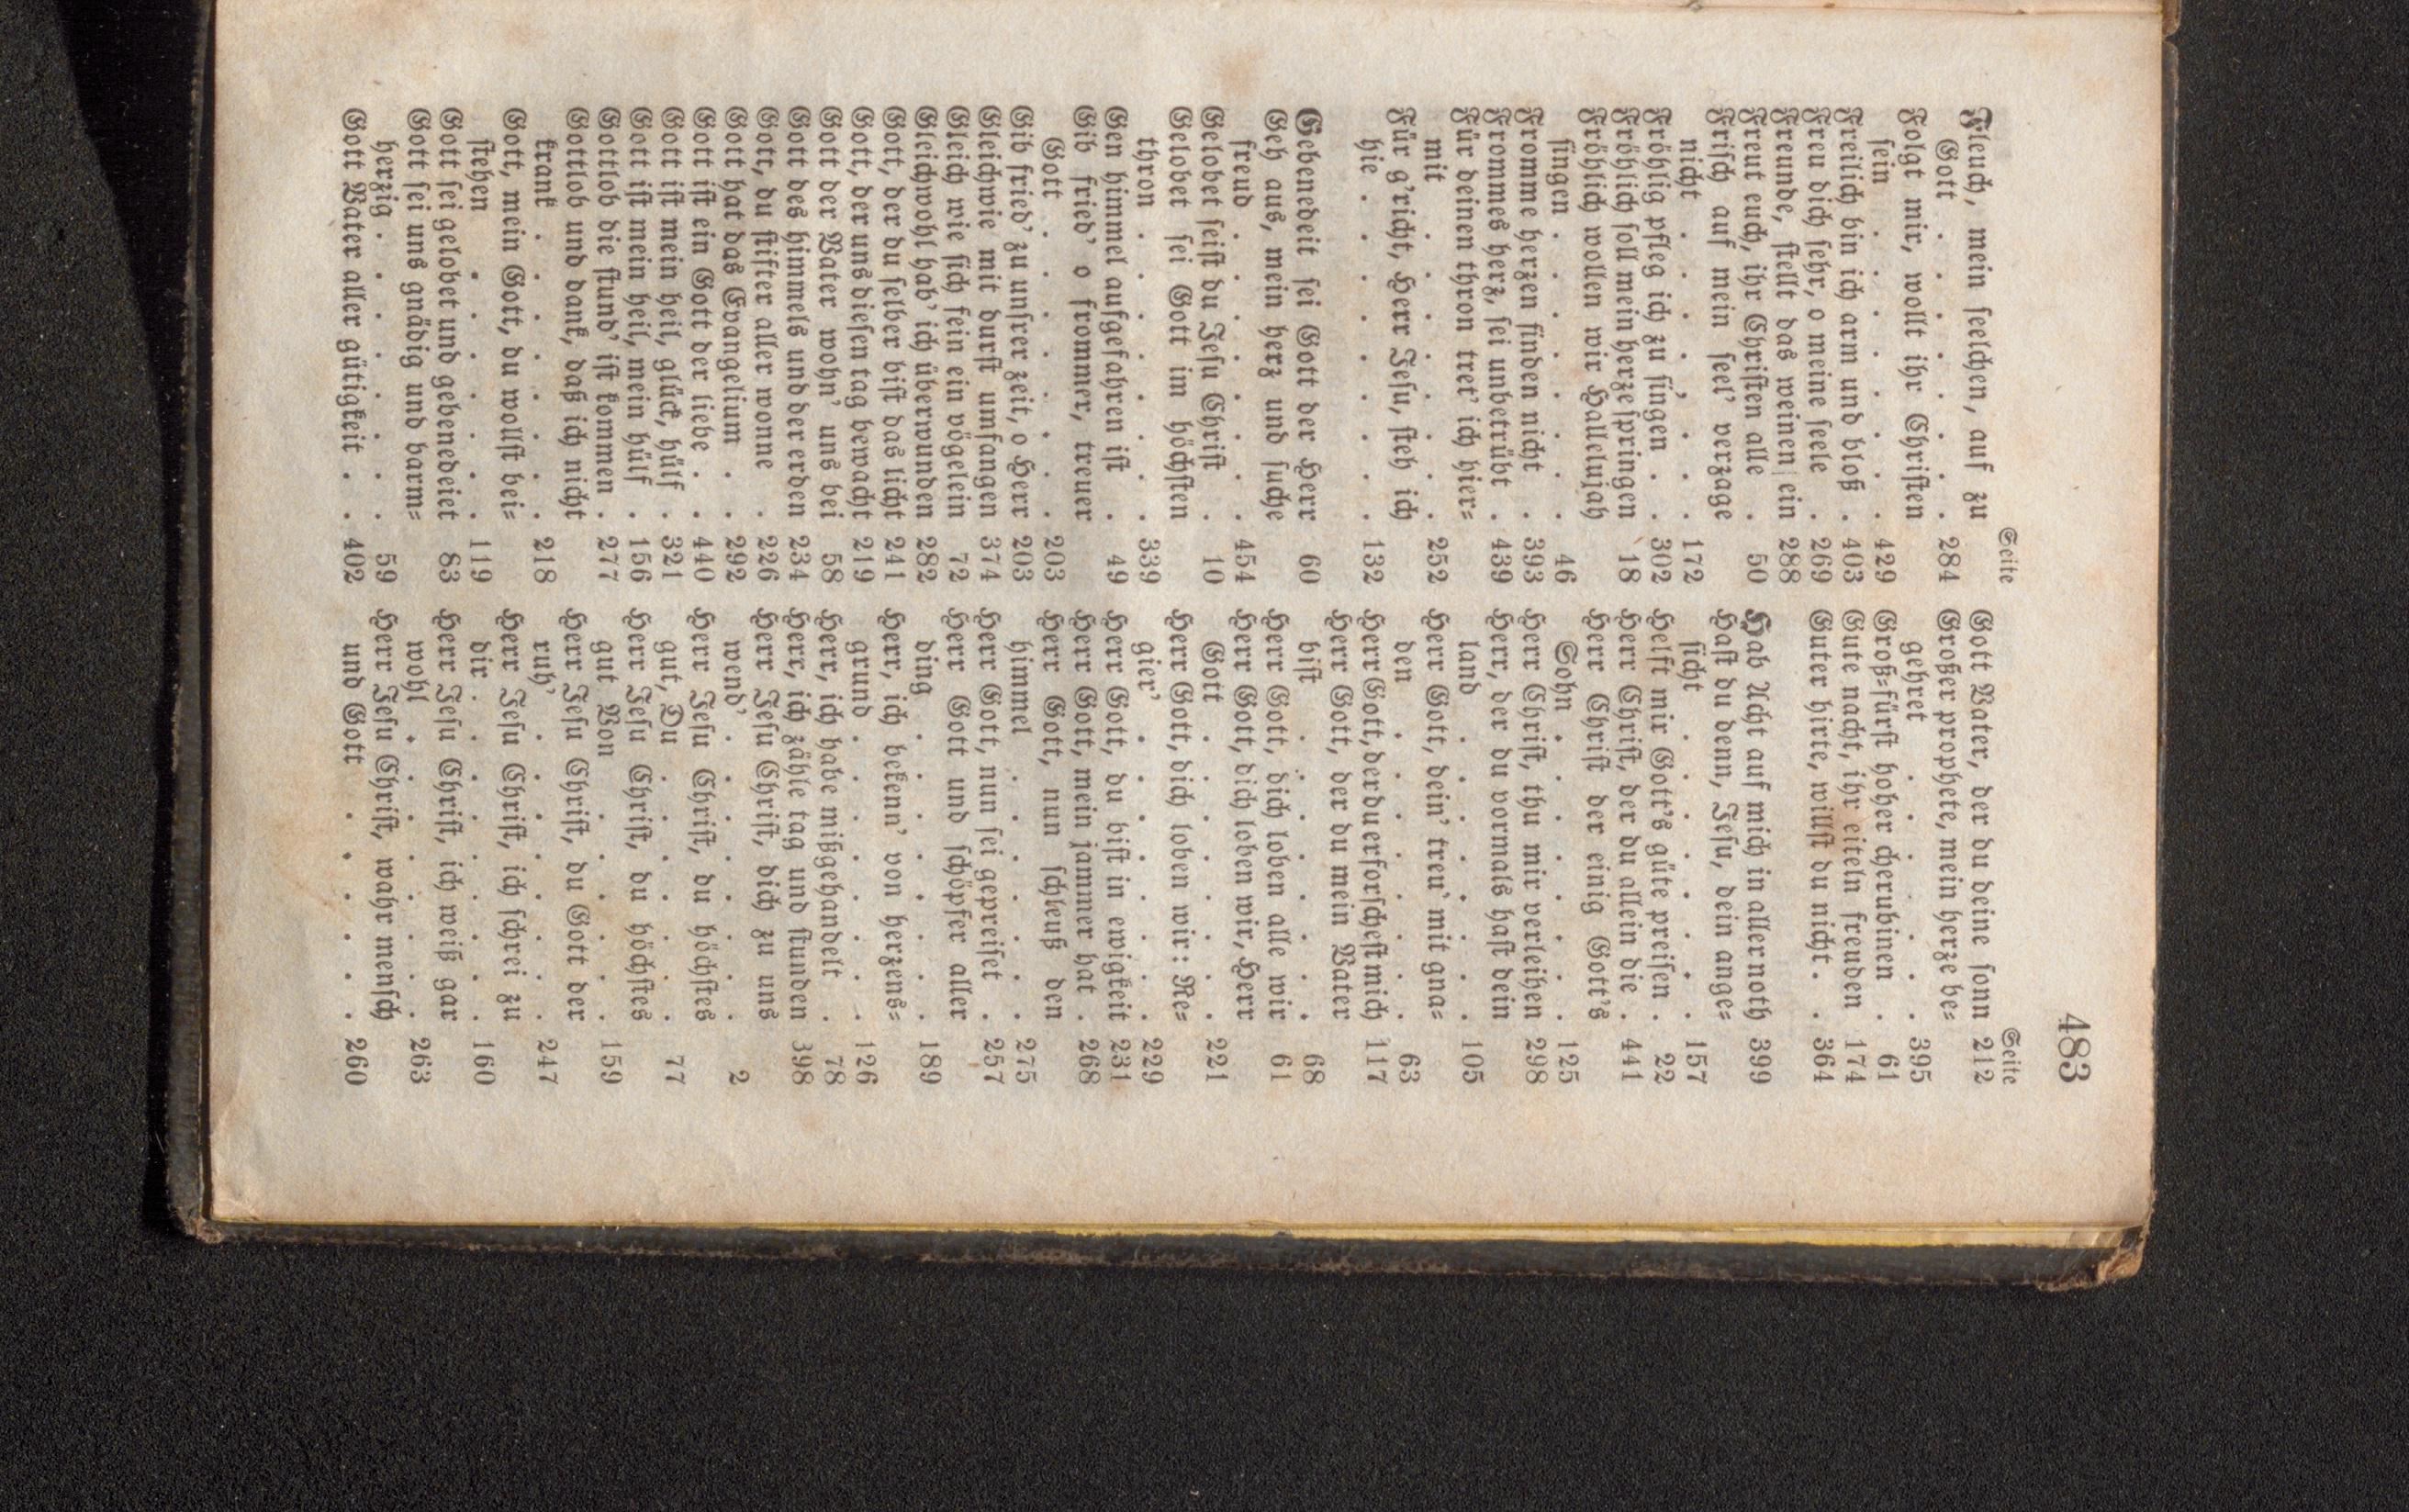 483
Seite
Fleuch, mein seelchen, auf zu
Gott . . . . . . . 284
Folgt mir, wollt ihr Christen
sein . . . . . . . 429
Freilich bin ich arm und bloß . 403
Freu dich sehr, o meine seele . 269
Freunde, stellt das weinen ein 288
Freut euch, ihr Christen alle . 50
Frisch auf mein seel' verzage
nicht . . . . . . . 172
Fröhlig pfleg ich zu singen . . 302
Fröhlich soll mein herze springen 18
Fröhlich wollen wir Hallelujah
singen . . . . . . . 46
Fromme herzen finden nicht . 393
Frommes herz, sei unbetrübt . 439
Für deinen thron tret' ich hier=
mit . . . . . . . 252
Für g'richt, Herr Jesu, steh ich
hie . . . . . . . 132
Gebenedeit sei Gott der Herr 60
Geh aus, mein herz und suche
freud . . . . . . . 454
Gelobet seist du Jesu Christ . 10
Gelobet sei Gott im höchsten
thron . . . . . . . 339
Gen himmel aufgefahren ist . 49
Gib fried' o frommer, treuer
Gott . . . . . . . 203
Gib fried' zu unsrer zeit, o Herr 203
Gleichwie mit durst umfangen 374
Gleich wie sich fein ein vögelein 72
Gleichwohl hab' ich überwunden 282
Gott, der du selber bist das licht 241
Gott, der uns diesen tag bewacht 219
Gott der Vater wohn' uns bei 58
Gott des himmels und der erden 234
Gott, du stifter aller wonne . 226
Gott hat das Evangelium . . 292
Gott ist ein Gott der liebe . . 440
Gott ist mein heil, glück, hülf . 321
Gott ist mein heil, mein hülf . 156
Gottlob die stund' ist kommen . 277
Gottlob und dank, daß ich nicht
krank . . . . . . . 218
Gott, mein Gott, du wollst bei=
stehen . . . . . . . 119
Gott sei gelobet und gebenedeiet 83
Gott sei uns gnädig und barm=
herzig . . . . . . . 59
Gott Vater aller gütigkeit . . 402
Seite
Gott Vater, der du deine sonn 212
Großer prophete, mein herze be=
gehret . . . . . . . 395
Groß=fürst hoher cherubinen . 61
Gute nacht, ihr eiteln freuden 174
Guter hirte, willst du nicht . . 364
Hab Acht auf mich in aller noth 399
Hast du denn, Jesu, dein ange=
sicht . . . . . . . 157
Helft mir Gott's güte preisen . 22
Herr Christ, der du allein die . 441
Herr Christ der einig Gott's
Sohn . . . . . . . 125
Herr Christ, thu mir verleihen 298
Herr, der du vormals hast dein
land . . . . . . . 105
Herr Gott, dein' treu' mit gna=
den . . . . . . . 63
Herr Gott, der du erforschest mich 117
Herr Gott, der du mein Vater
bist . . . . . . . 68
Herr Gott, dich loben alle wir 61
Herr Gott, dich loben wir, Herr
Gott . . . . . . . 221
Herr Gott, dich loben wir: Re=
gier' . . . . . . . 229
Herr Gott, du bist in ewigkeit 231
Herr Gott, mein jammer hat . 268
Herr Gott, nun schleuß den
himmel . . . . . . . 275
Herr Gott, nun sei gepreiset . 257
Herr Gott und schöpfer aller
ding . . . . . . . 189
Herr, ich beken​n' von herzens=
grund . . . . . . . 126
Herr, ich habe mißgehandelt . 78
Herr, ich zähle tag und stunden 398
Herr Jesu Christ, dich zu uns
wend' . . . . . . . 2
Herr Jesu Christ, du höchstes
gut, Du . . . . . . . 77
Herr Jesu Christ, du höchstes
gut Von . . . . . . . 159
Herr Jesu Christ, du Gott der
ruh' . . . . . . . 247
Herr Jesu Christ, ich schrei zu
dir . . . . . . . 160
Herr Jesu Christ, ich weiß gar
wohl . . . . . . . 263
Herr Jesu Christ, wahr mensch
und Gott . . . . . . . 260